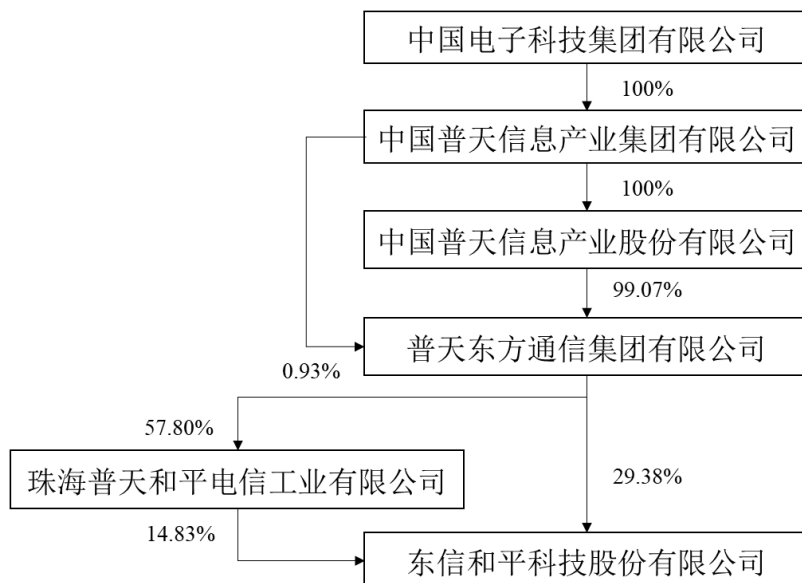 中国电子科技集团有限公司
100%
中国普天信息产业集团有限公司
100%
中国普天信息产业股份有限公司
99.07%
普天东方通信集团有限公司
0.93%
57.80%
珠海普天和平电信工业有限公司
29.38%
14.83%
东信和平科技股份有限公司